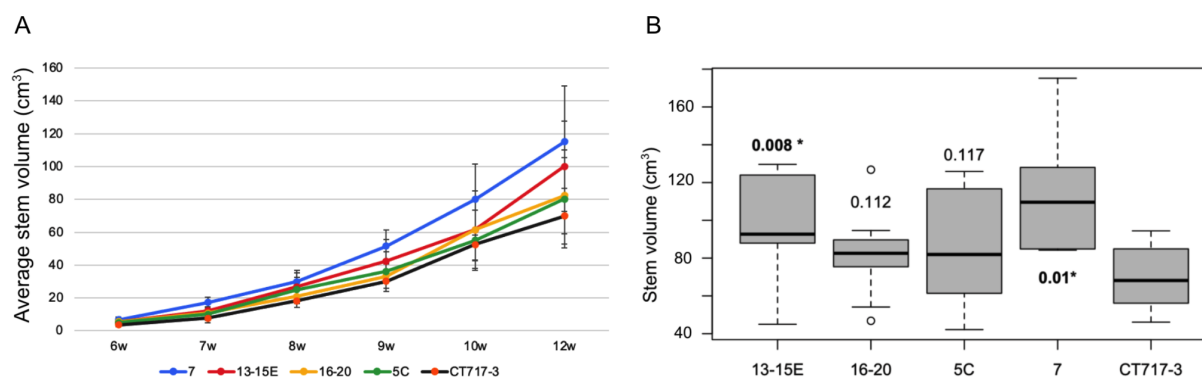 A
Average stem volume (cm³)
160
140
120
100
80
60
40
20
0
6w 7w 8w 9w 10w 12w
7 13-15E 16-20 5C CT717-3
B
Stem volume (cm³)
160
120
80
40
0.008 *
0.112
0.117
0.01*
13-15E 16-20 5C 7 CT717-3